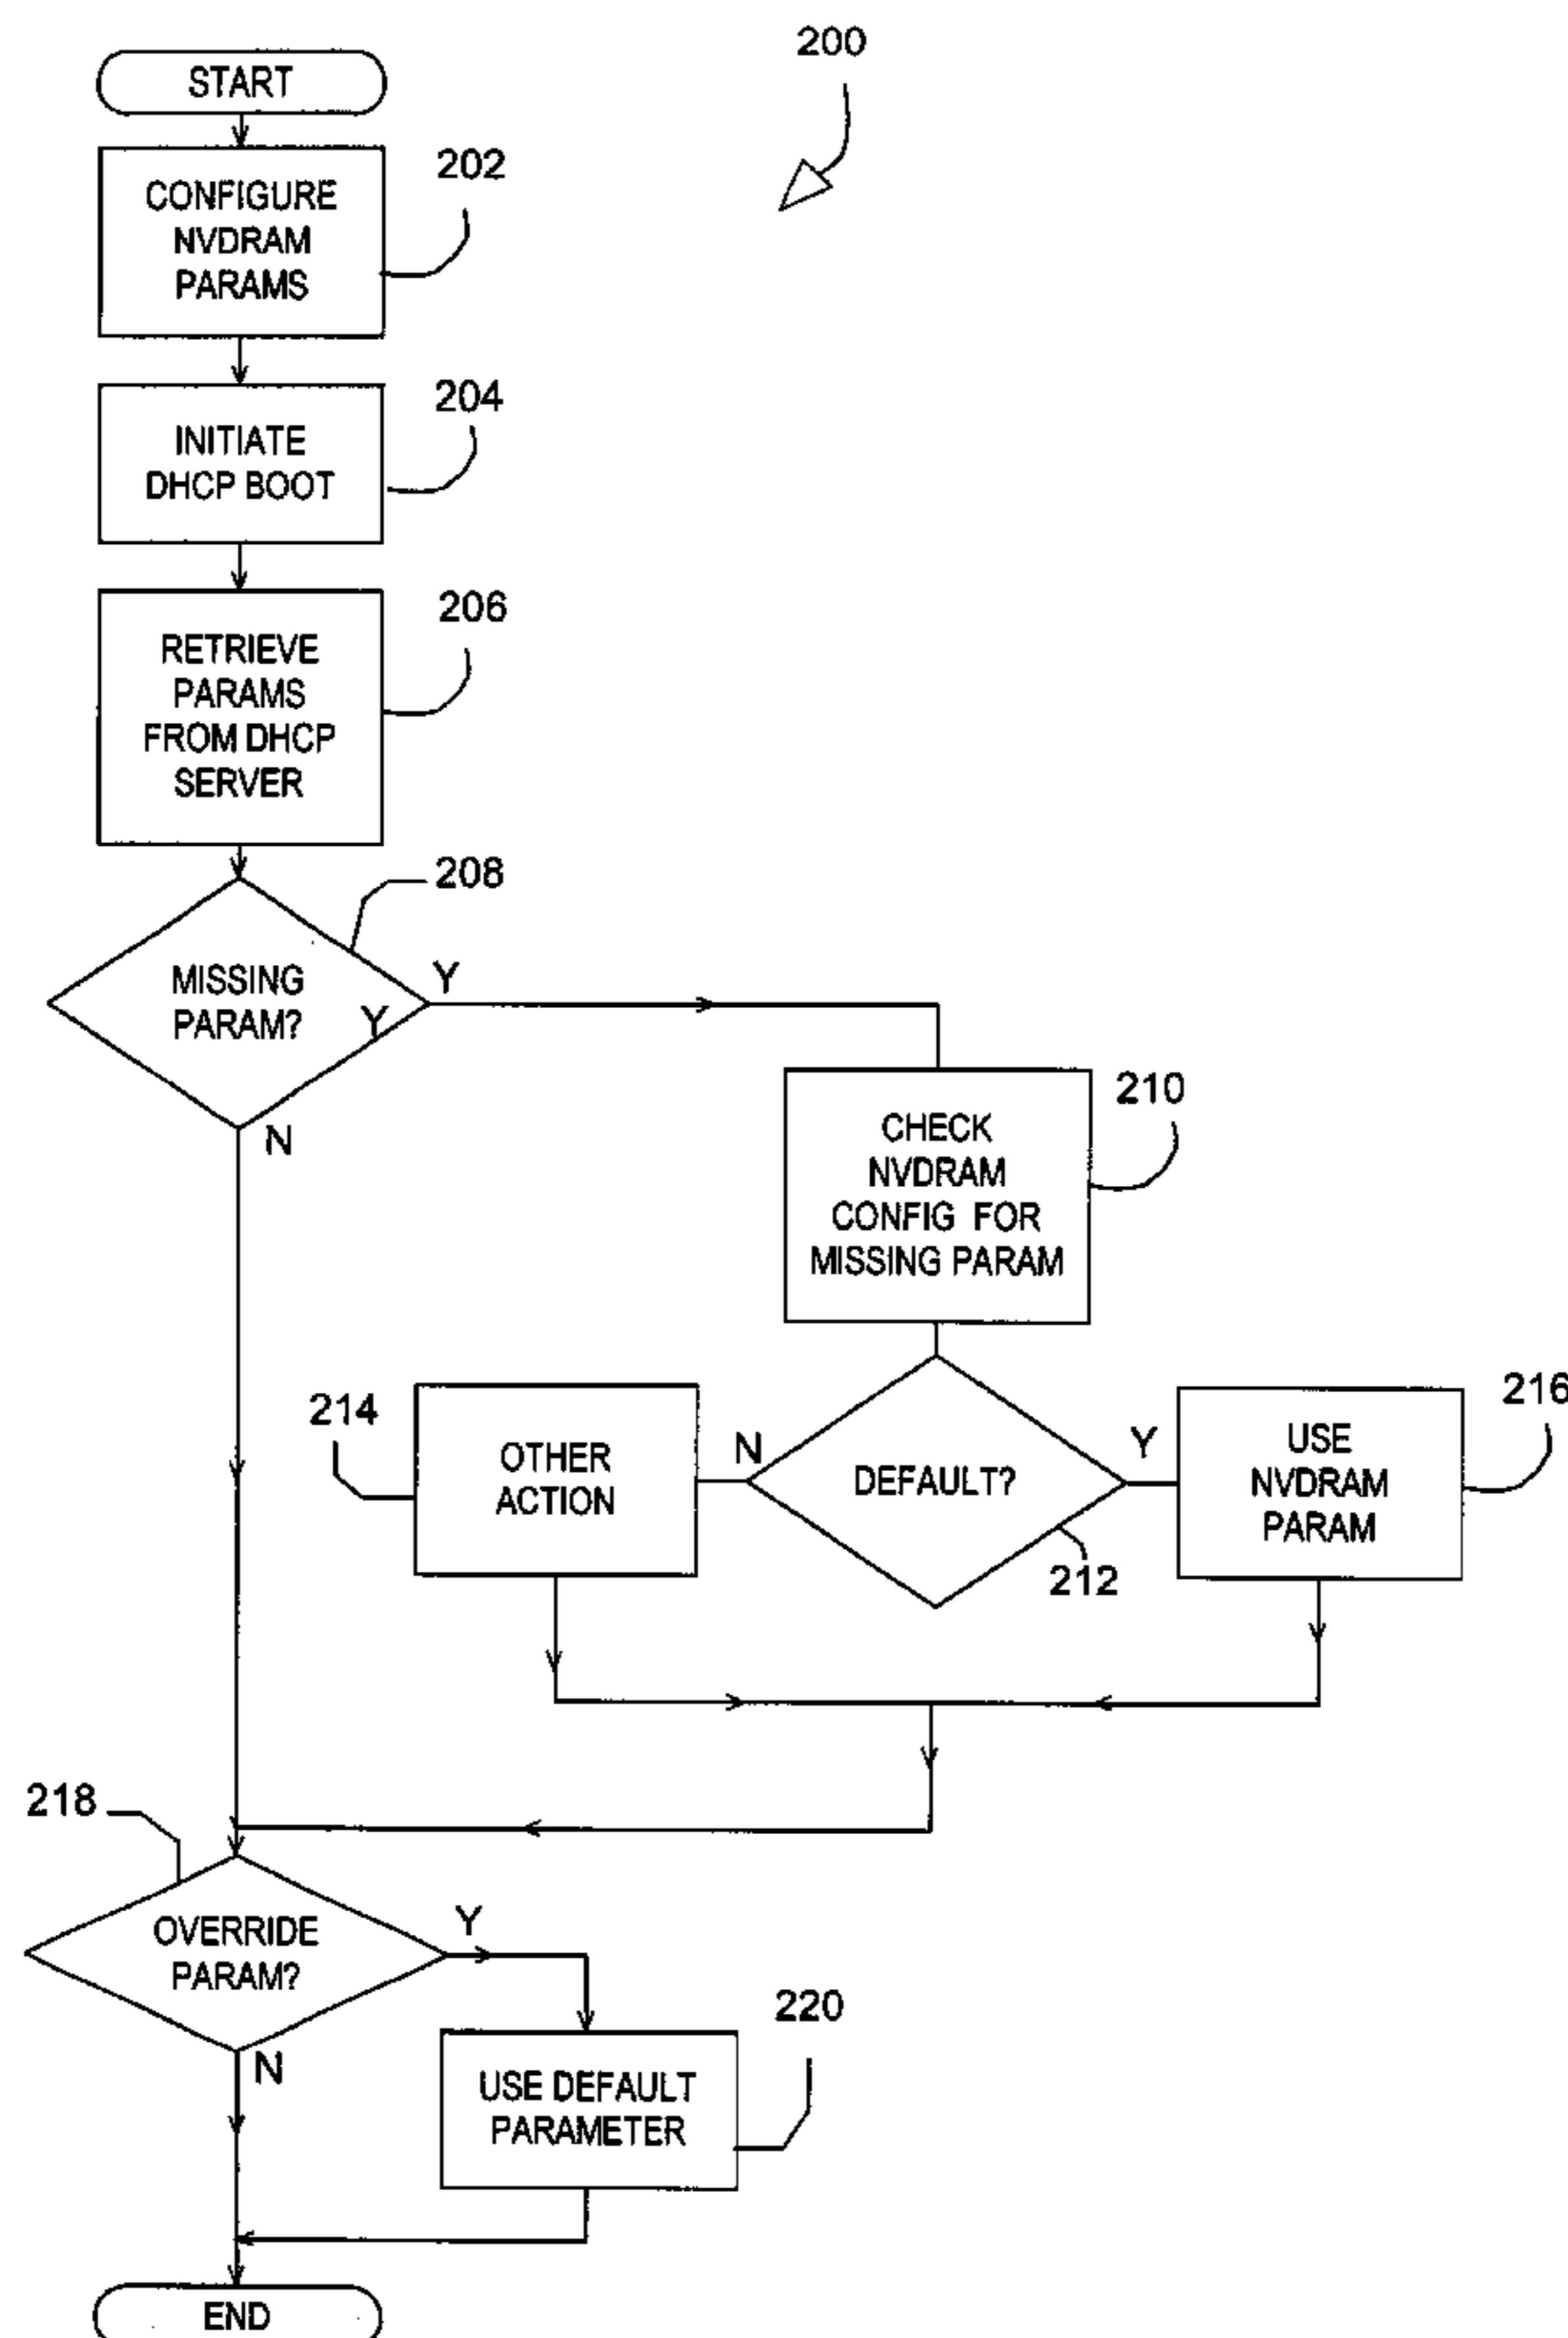 200
START
202
CONFIGURE
NVDRAM
PARAMS
204
INITIATE
DHCP BOOT
206
RETRIEVE
PARAMS
FROM DHCP
SERVER
208
MISSING
PARAM?
Y
Y
N
210
CHECK
NVDRAM
CONFIG FOR
MISSING PARAM
214
OTHER
ACTION
N
DEFAULT?
Y
212
216
USE
NVDRAM
PARAM
218
OVERRIDE
PARAM?
Y
N
220
USE DEFAULT
PARAMETER
END